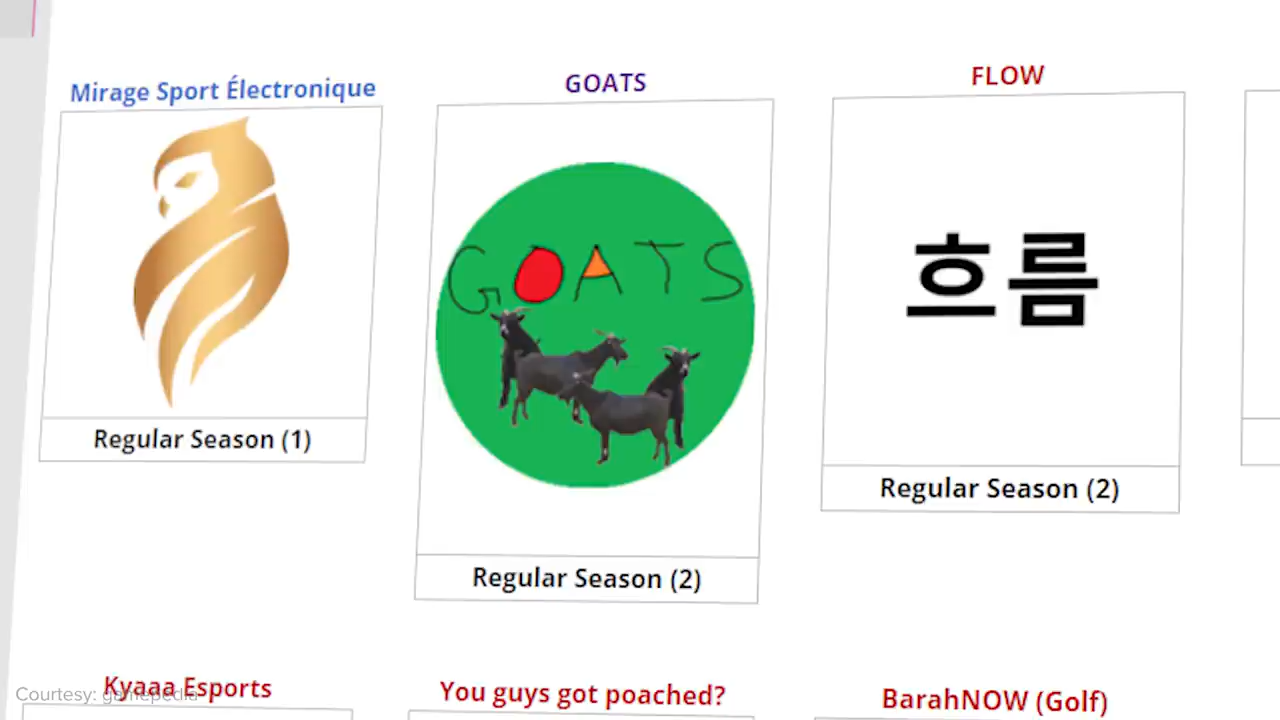 Mirage Sport Électronique
GOATS
FLOW
GOATS
흐름
Regular Season (1)
Regular Season (2)
Regular Season (2)
Kyaaa Esports
You guys got poached?
BarahNOW (Golf)
Courtesy: gamepedia